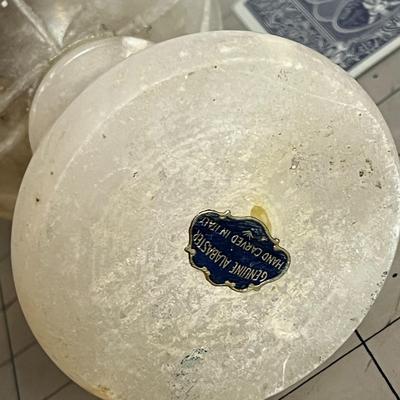 GENUINE ALABASTER
HAND CARVED IN ITALY